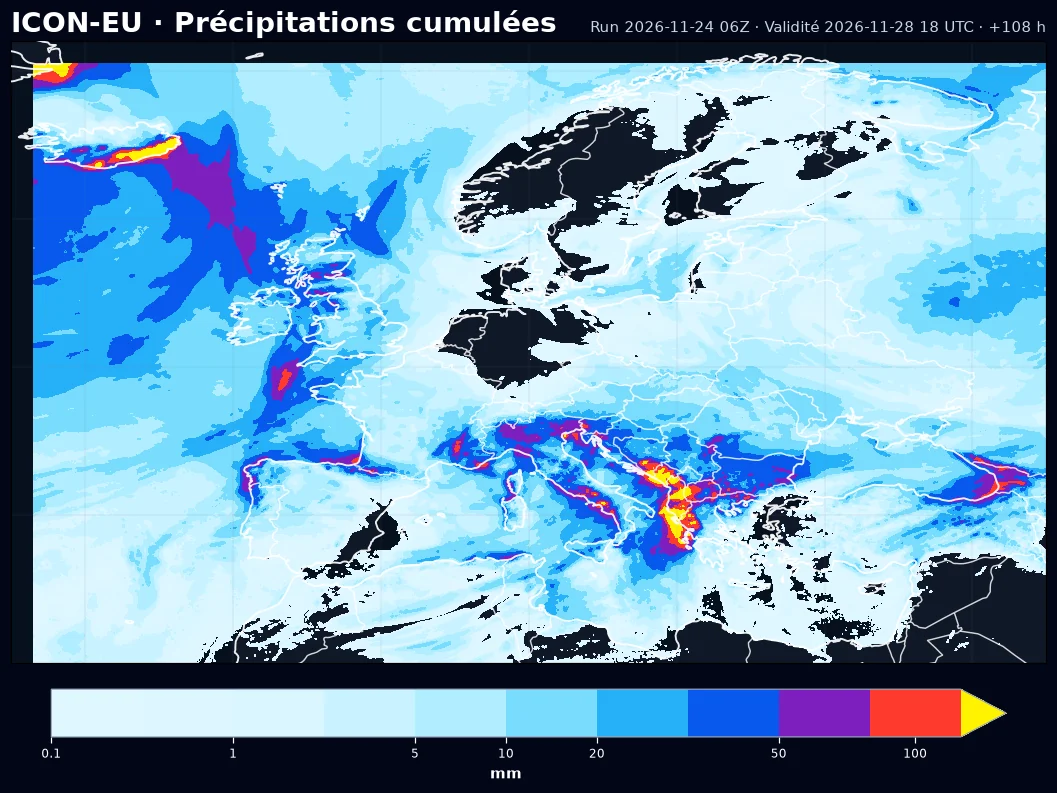 ICON-EU · Précipitations cumulées
Run 2026-11-24 06Z · Validité 2026-11-28 18 UTC · +108 h
0.1 1 5 10 20 50 100
mm